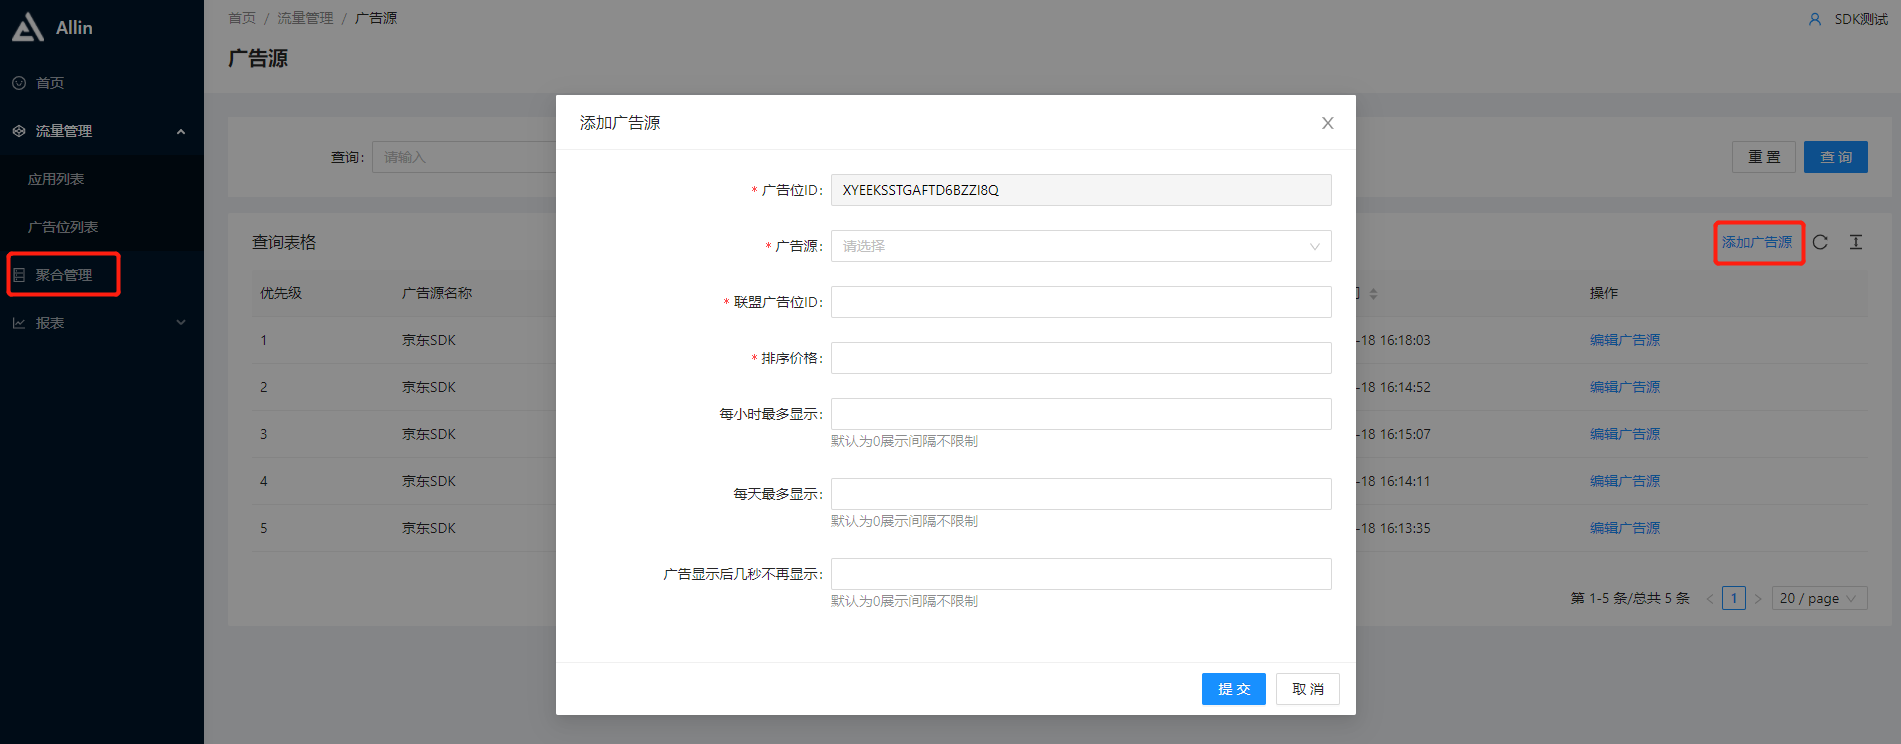 Allin
首页
流量管理
应用列表
广告位列表
聚合管理
报表
首页 / 流量管理 / 广告源
SDK测试
广告源
查询: 请输入
重 置 查 询
查询表格
添加广告源
优先级 广告源名称 操作
1 京东SDK -18 16:18:03 编辑广告源
2 京东SDK -18 16:14:52 编辑广告源
3 京东SDK -18 16:15:07 编辑广告源
4 京东SDK -18 16:14:11 编辑广告源
5 京东SDK -18 16:13:35 编辑广告源
第 1-5 条/总共 5 条 < 1 > 20 / page
添加广告源 X
* 广告位ID: XYEEKSSTGAFTD6BZZI8Q
* 广告源: 请选择
* 联盟广告位ID:
* 排序价格:
每小时最多显示:
默认为0展示间隔不限制
每天最多显示:
默认为0展示间隔不限制
广告显示后几秒不再显示:
默认为0展示间隔不限制
提 交 取 消